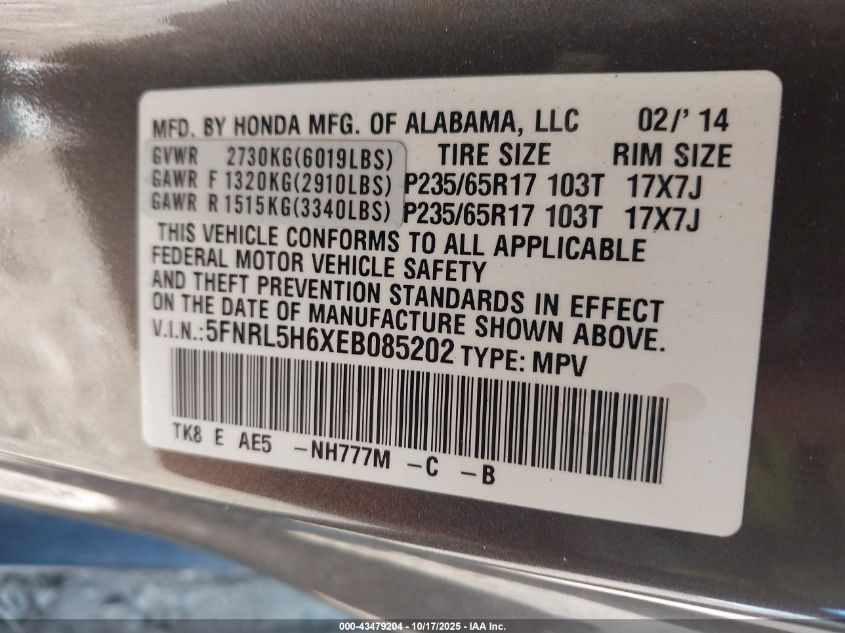 MFD. BY HONDA MFG. OF ALABAMA, LLC 02/' 14
GVWR 2730KG(6019LBS) TIRE SIZE RIM SIZE
GAWR F 1320KG(2910LBS) P235/65R17 103T 17X7J
GAWR R 1515KG(3340LBS) P235/65R17 103T 17X7J
THIS VEHICLE CONFORMS TO ALL APPLICABLE
FEDERAL MOTOR VEHICLE SAFETY
AND THEFT PREVENTION STANDARDS IN EFFECT
ON THE DATE OF MANUFACTURE SHOWN ABOVE.
V.I.N.:5FNRL5H6XEB085202 TYPE: MPV
TK8 E AE5 -NH777M -C -B
000-43479204 - 10/17/2025 - IAA Inc.